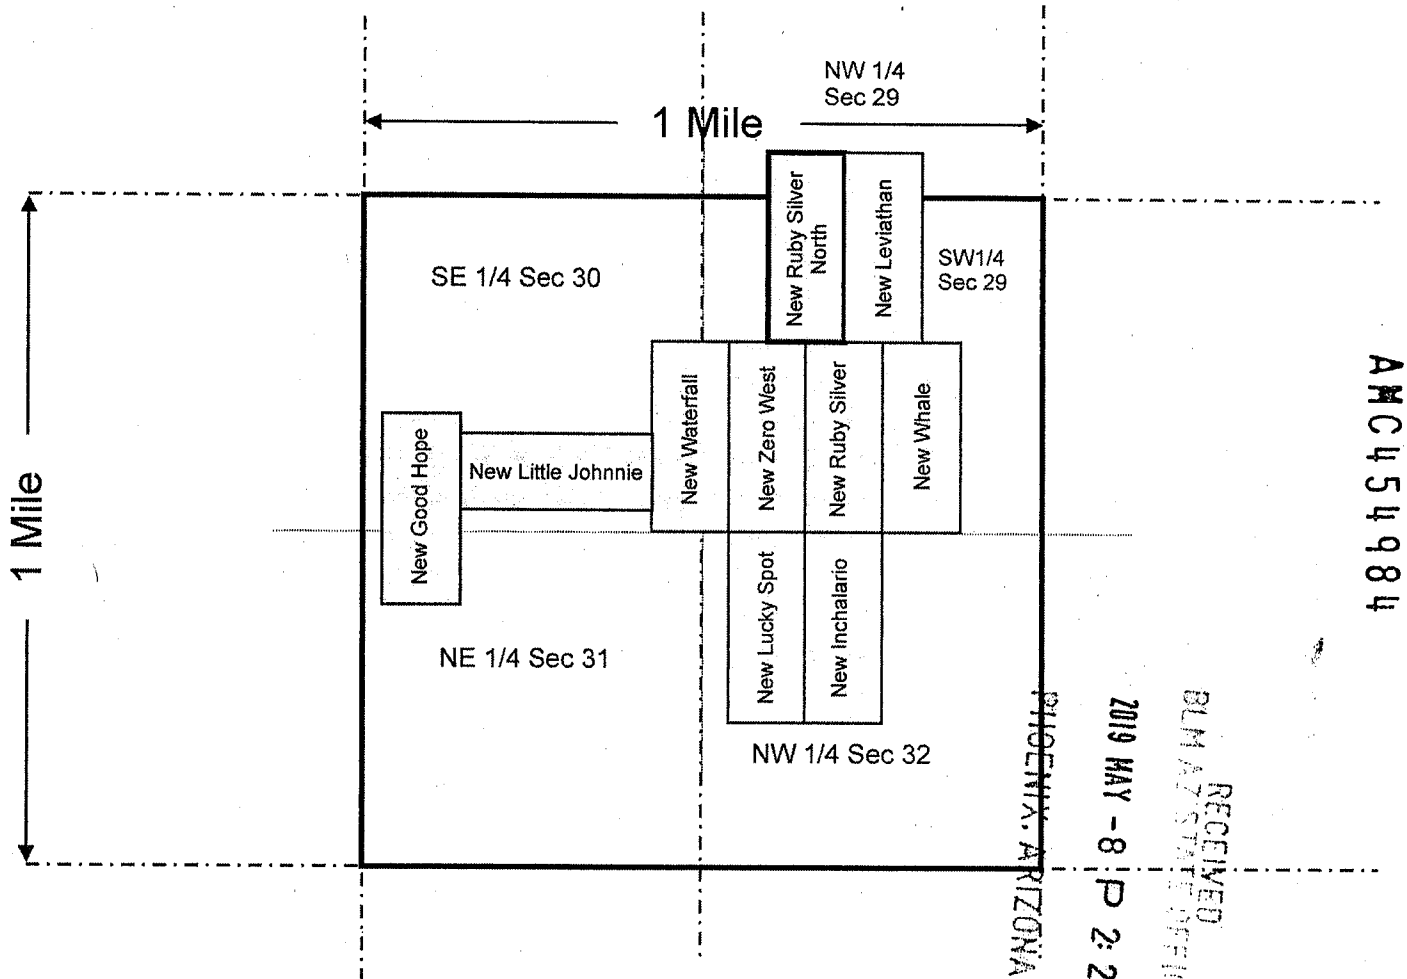 NW 1/4
Sec 29
1 Mile
1 Mile
New Ruby Silver
North
New Leviathan
SE 1/4 Sec 30
SW1/4
Sec 29
New Waterfall
New Zero West
New Ruby Silver
New Whale
New Good Hope
New Little Johnnie
New Lucky Spot
New Inchalario
NE 1/4 Sec 31
NW 1/4 Sec 32
AMC454984
RECEIVED
BLM AZ STATE
2019 MAY -8 P 2:2
PHOENIX, ARIZONA